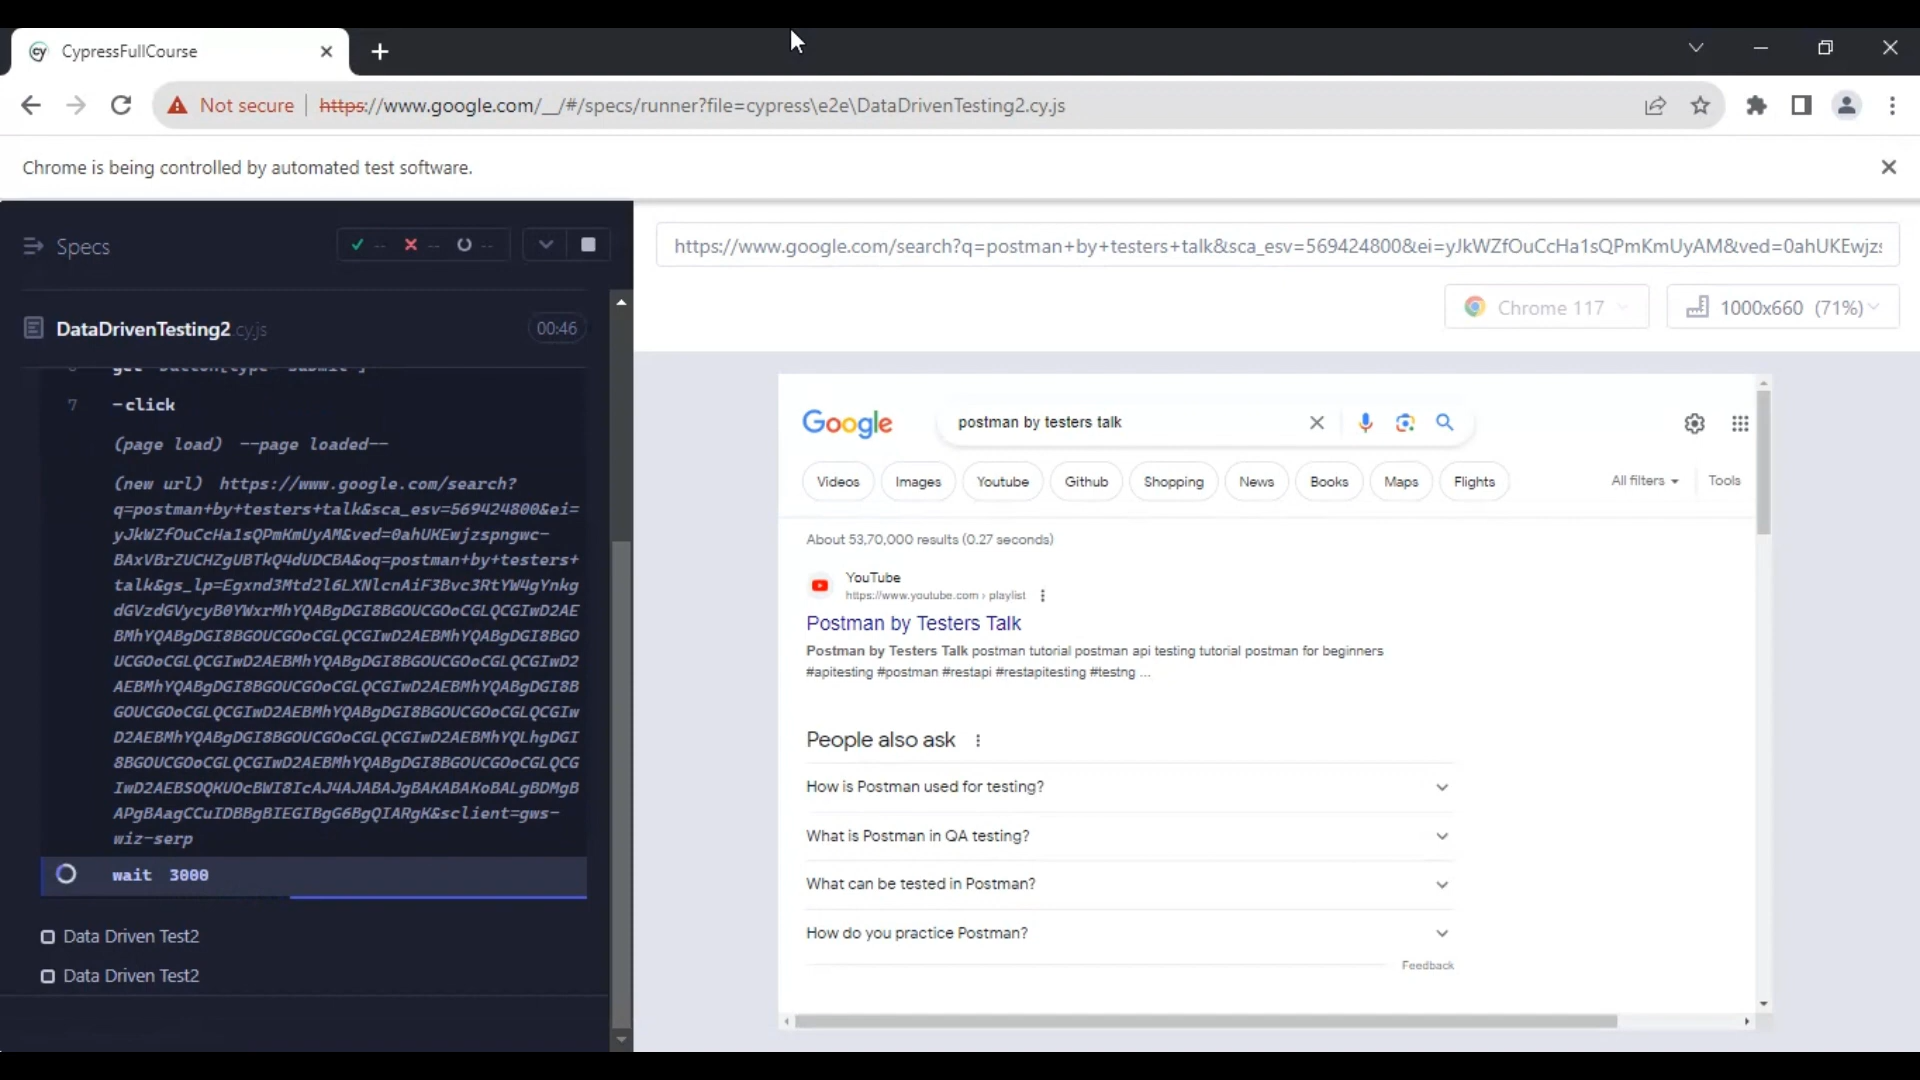 CypressFullCourse
Not secure https://www.google.com/__/#/specs/runner?file=cypress\e2e\DataDrivenTesting2.cy.js
Chrome is being controlled by automated test software.
Specs
-- -- --
https://www.google.com/search?q=postman+by+testers+talk&sca_esv=569424800&ei=yJkWZfOuCcHa1sQPmKmUyAM&ved=0ahUKEwjzs
Chrome 117
1000x660 (71%)
DataDrivenTesting2.cy.js 00:46
7 -click
(page load) --page loaded--
(new url) https://www.google.com/search?
q=postman+by+testers+talk&sca_esv=569424800&ei=
yJkWZfOuCcHa1sQPmKmUyAM&ved=0ahUKEwjzspngwc-
BAxVBrZUCHZgUBTkQ4dUDCBA&oq=postman+by+testers+
talk&gs_lp=Egxnd3Mtd2l6LXNlcnAiF3Bvc3RtYW4gYnkg
dGVzdGVycyB0YWxrMhYQABgDGI8BGOUCGOoCGLQCGIwD2AE
BMhYQABgDGI8BGOUCGOoCGLQCGIwD2AEBMhYQABgDGI8BGO
UCGOoCGLQCGIwD2AEBMhYQABgDGI8BGOUCGOoCGLQCGIwD2
AEBMhYQABgDGI8BGOUCGOoCGLQCGIwD2AEBMhYQABgDGI8B
GOUCGOoCGLQCGIwD2AEBMhYQABgDGI8BGOUCGOoCGLQCGIw
D2AEBMhYQABgDGI8BGOUCGOoCGLQCGIwD2AEBMhYQLhgDGI
8BGOUCGOoCGLQCGIwD2AEBMhYQABgDGI8BGOUCGOoCGLQCG
IwD2AEBSOQKUOcBWI8IcAJ4AJABAJgBAKABAKoBALgBDMgB
APgBAagCCuIDBBgBIEGIBgG6BgQIARgK&sclient=gws-
wiz-serp
wait 3000
Data Driven Test2
Data Driven Test2
Google
postman by testers talk
Videos
Images
Youtube
Github
Shopping
News
Books
Maps
Flights
All filters
Tools
About 53,70,000 results (0.27 seconds)
YouTube
https://www.youtube.com › playlist
Postman by Testers Talk
Postman by Testers Talk postman tutorial postman api testing tutorial postman for beginners
#apitesting #postman #restapi #restapitesting #testng ...
People also ask
How is Postman used for testing?
What is Postman in QA testing?
What can be tested in Postman?
How do you practice Postman?
Feedback